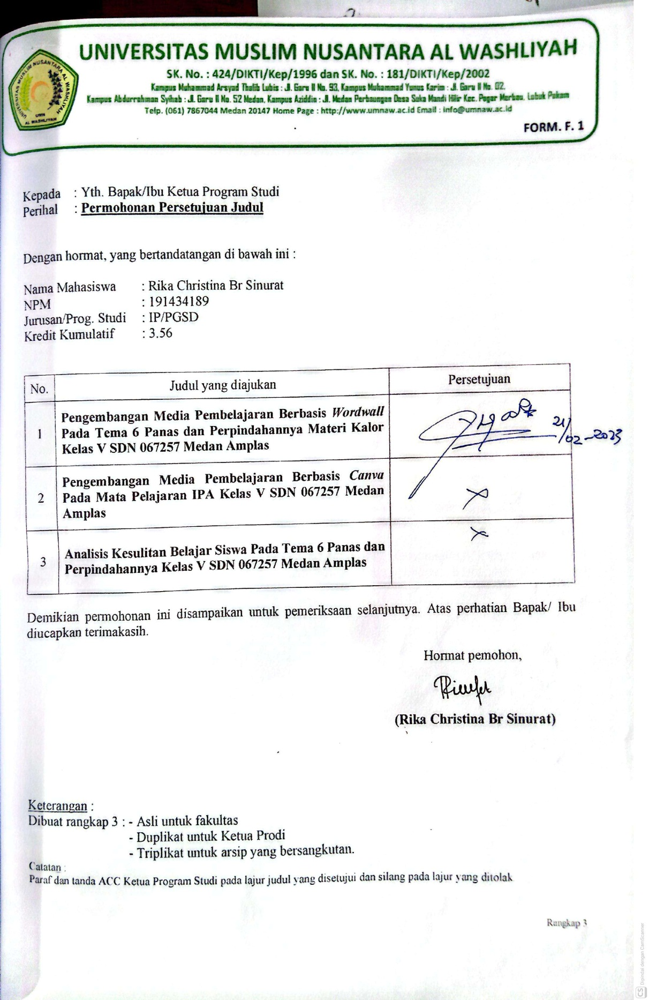 UNIVERSITAS MUSLIM NUSANTARA AL WASHLIYAH
SK. No. : 424/DIKTI/Kep/1996 dan SK. No. : 181/DIKTI/Kep/2002
Kampus Muhammad Arsyad Thalib Lubis : Jl. Garu II No. 93, Kampus Muhammad Yunus Karim : Jl. Garu II No. 02,
Kampus Abdurrahman Syihab : Jl. Garu II No. 52 Medan, Kampus Aziddin : Jl. Medan Perbaungan Desa Suka Mandi Hilir Kec. Pagar Merbau, Lubuk Pakam
Telp. (061) 7867044 Medan 20147 Home Page : http://www.umnaw.ac.id Email : info@umnaw.ac.id
FORM. F. 1
UNIVERSITAS MUSLIM NUSANTARA AL WASHLIYAH
UMN
AL WASHLIYAH
Kepada : Yth. Bapak/Ibu Ketua Program Studi
Perihal : Permohonan Persetujuan Judul
Dengan hormat, yang bertandatangan di bawah ini :
Nama Mahasiswa : Rika Christina Br Sinurat
NPM : 191434189
Jurusan/Prog. Studi : IP/PGSD
Kredit Kumulatif : 3.56
No. Judul yang diajukan Persetujuan
Pengembangan Media Pembelajaran Berbasis Wordwall
1 Pada Tema 6 Panas dan Perpindahannya Materi Kalor
Kelas V SDN 067257 Medan Amplas
21/02-2023
Pengembangan Media Pembelajaran Berbasis Canva
2 Pada Mata Pelajaran IPA Kelas V SDN 067257 Medan
Amplas
Analisis Kesulitan Belajar Siswa Pada Tema 6 Panas dan
3 Perpindahannya Kelas V SDN 067257 Medan Amplas
Demikian permohonan ini disampaikan untuk pemeriksaan selanjutnya. Atas perhatian Bapak/ Ibu
diucapkan terimakasih.
Hormat pemohon,
(Rika Christina Br Sinurat)
Keterangan :
Dibuat rangkap 3 : - Asli untuk fakultas
- Duplikat untuk Ketua Prodi
- Triplikat untuk arsip yang bersangkutan.
Catatan :
Paraf dan tanda ACC Ketua Program Studi pada lajur judul yang disetujui dan silang pada lajur yang ditolak
Rangkap 3
CS Dipindai dengan CamScanner